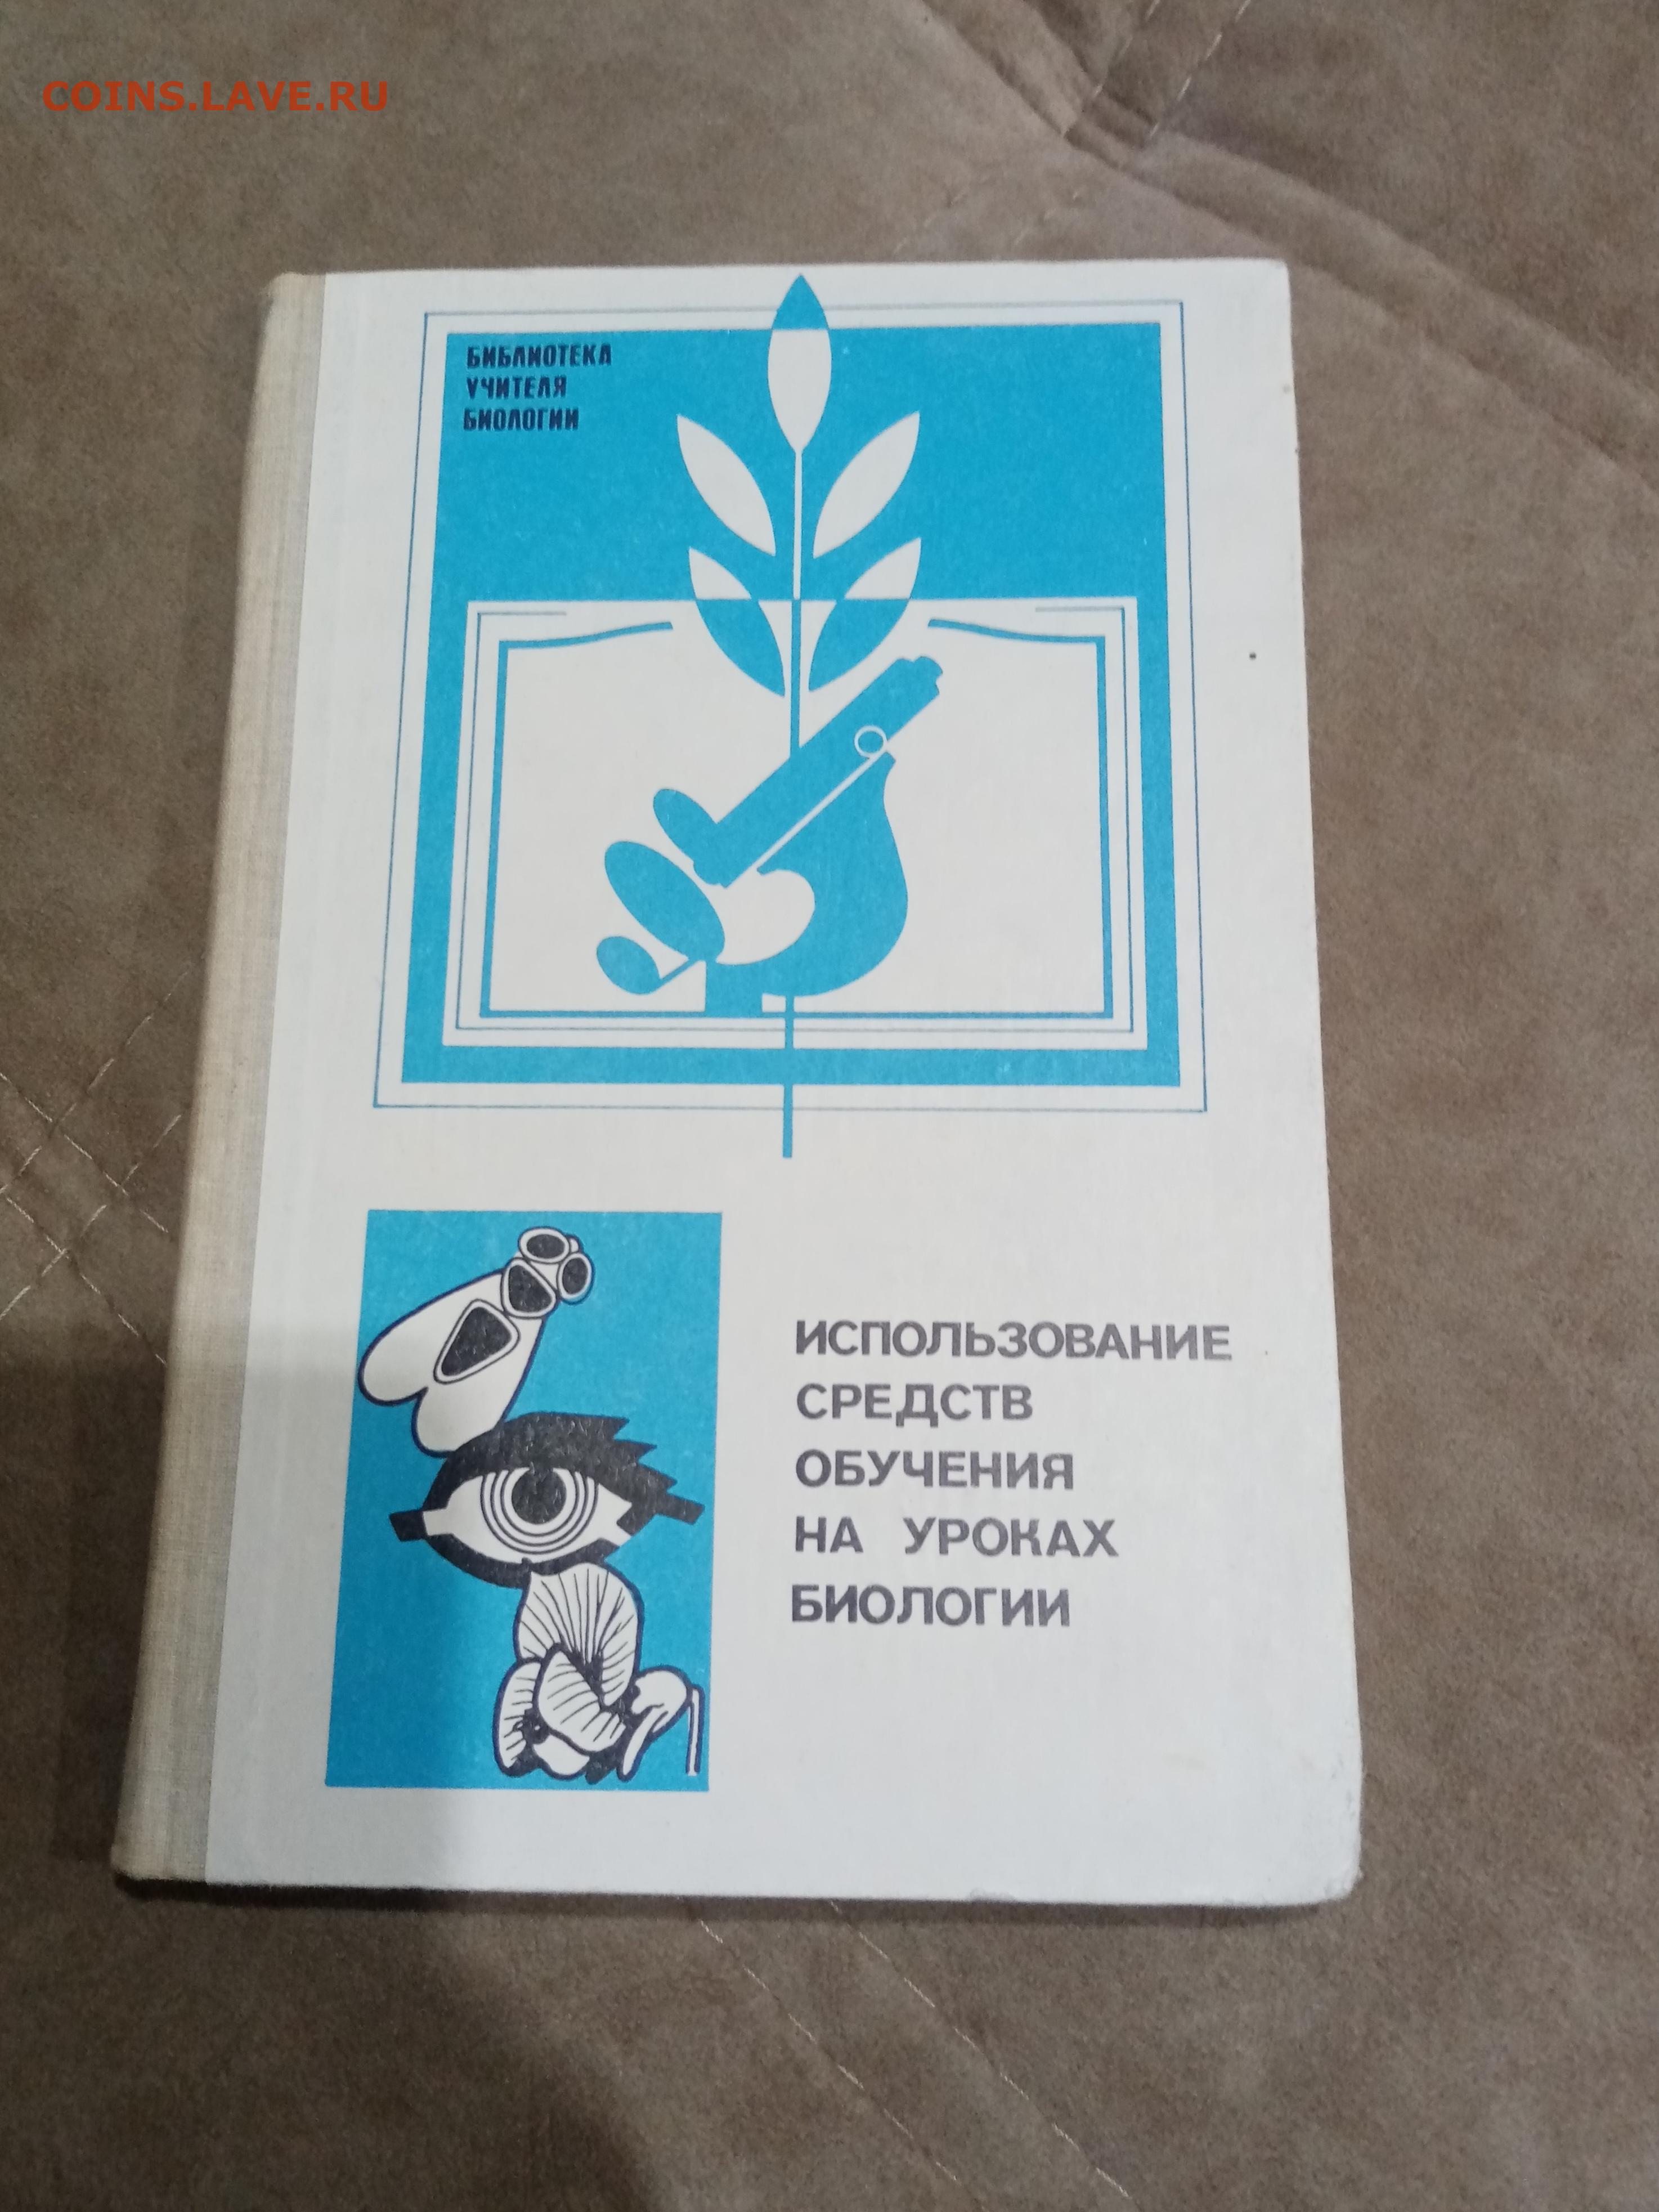 COINS.LAVE.RU
БИБЛИОТЕКА
УЧИТЕЛЯ
БИОЛОГИИ
ИСПОЛЬЗОВАНИЕ
СРЕДСТВ
ОБУЧЕНИЯ
НА УРОКАХ
БИОЛОГИИ